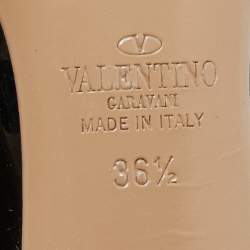 VALENTINO
GARAVANI
MADE IN ITALY
36½